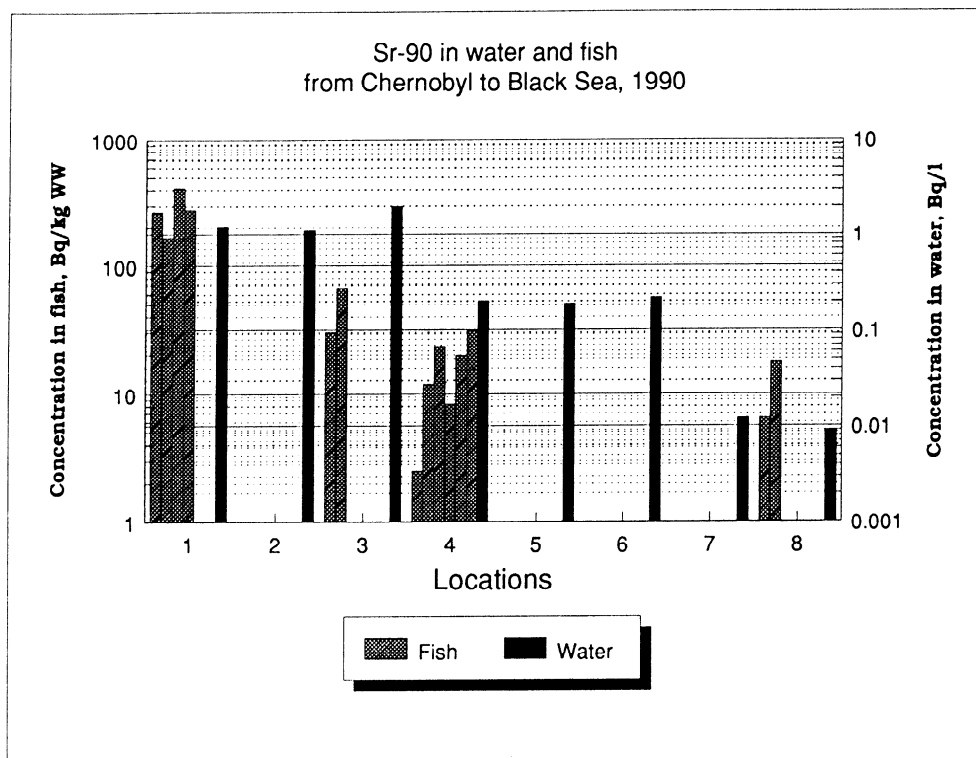 Sr-90 in water and fish
from Chernobyl to Black Sea, 1990
Concentration in fish, Bq/kg WW
1000
100
10
1
10
1
0.1
0.01
0.001
Concentration in water, Bq/l
1 2 3 4 5 6 7 8
Locations
Fish Water